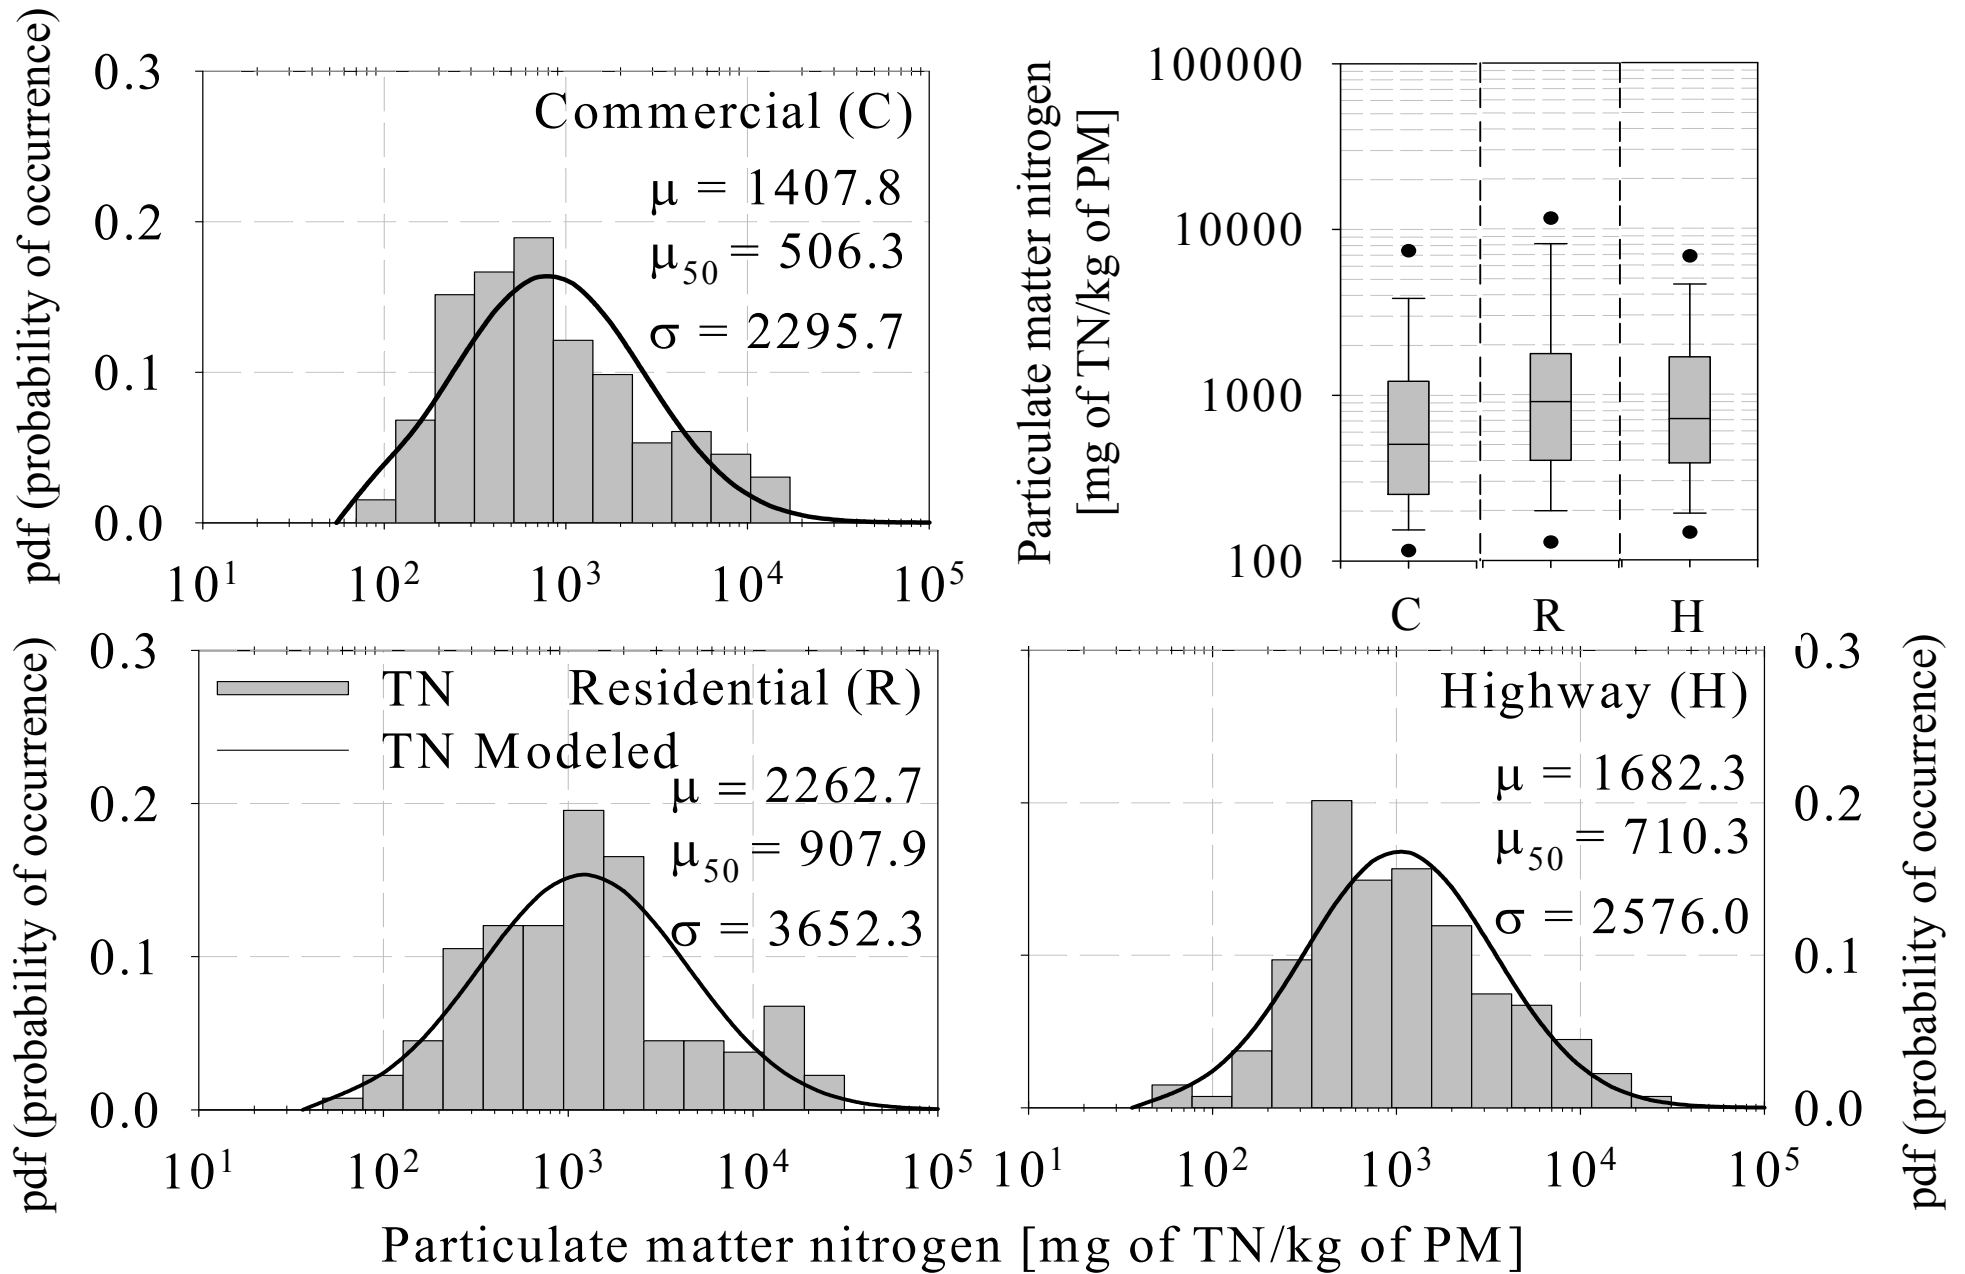 pdf (probability of occurrence)
0.3
0.2
0.1
0.0
Commercial (C)
μ = 1407.8
μ50 = 506.3
σ = 2295.7
10¹ 10² 10³ 10⁴ 10⁵
Particulate matter nitrogen
[mg of TN/kg of PM]
100000
10000
1000
100
C R H
pdf (probability of occurrence)
0.3
0.2
0.1
0.0
TN
TN Modeled
Residential (R)
μ = 2262.7
μ50 = 907.9
σ = 3652.3
10¹ 10² 10³ 10⁴ 10⁵
Highway (H)
μ = 1682.3
μ50 = 710.3
σ = 2576.0
0.3
0.2
0.1
0.0
pdf (probability of occurrence)
10¹ 10² 10³ 10⁴ 10⁵
Particulate matter nitrogen [mg of TN/kg of PM]